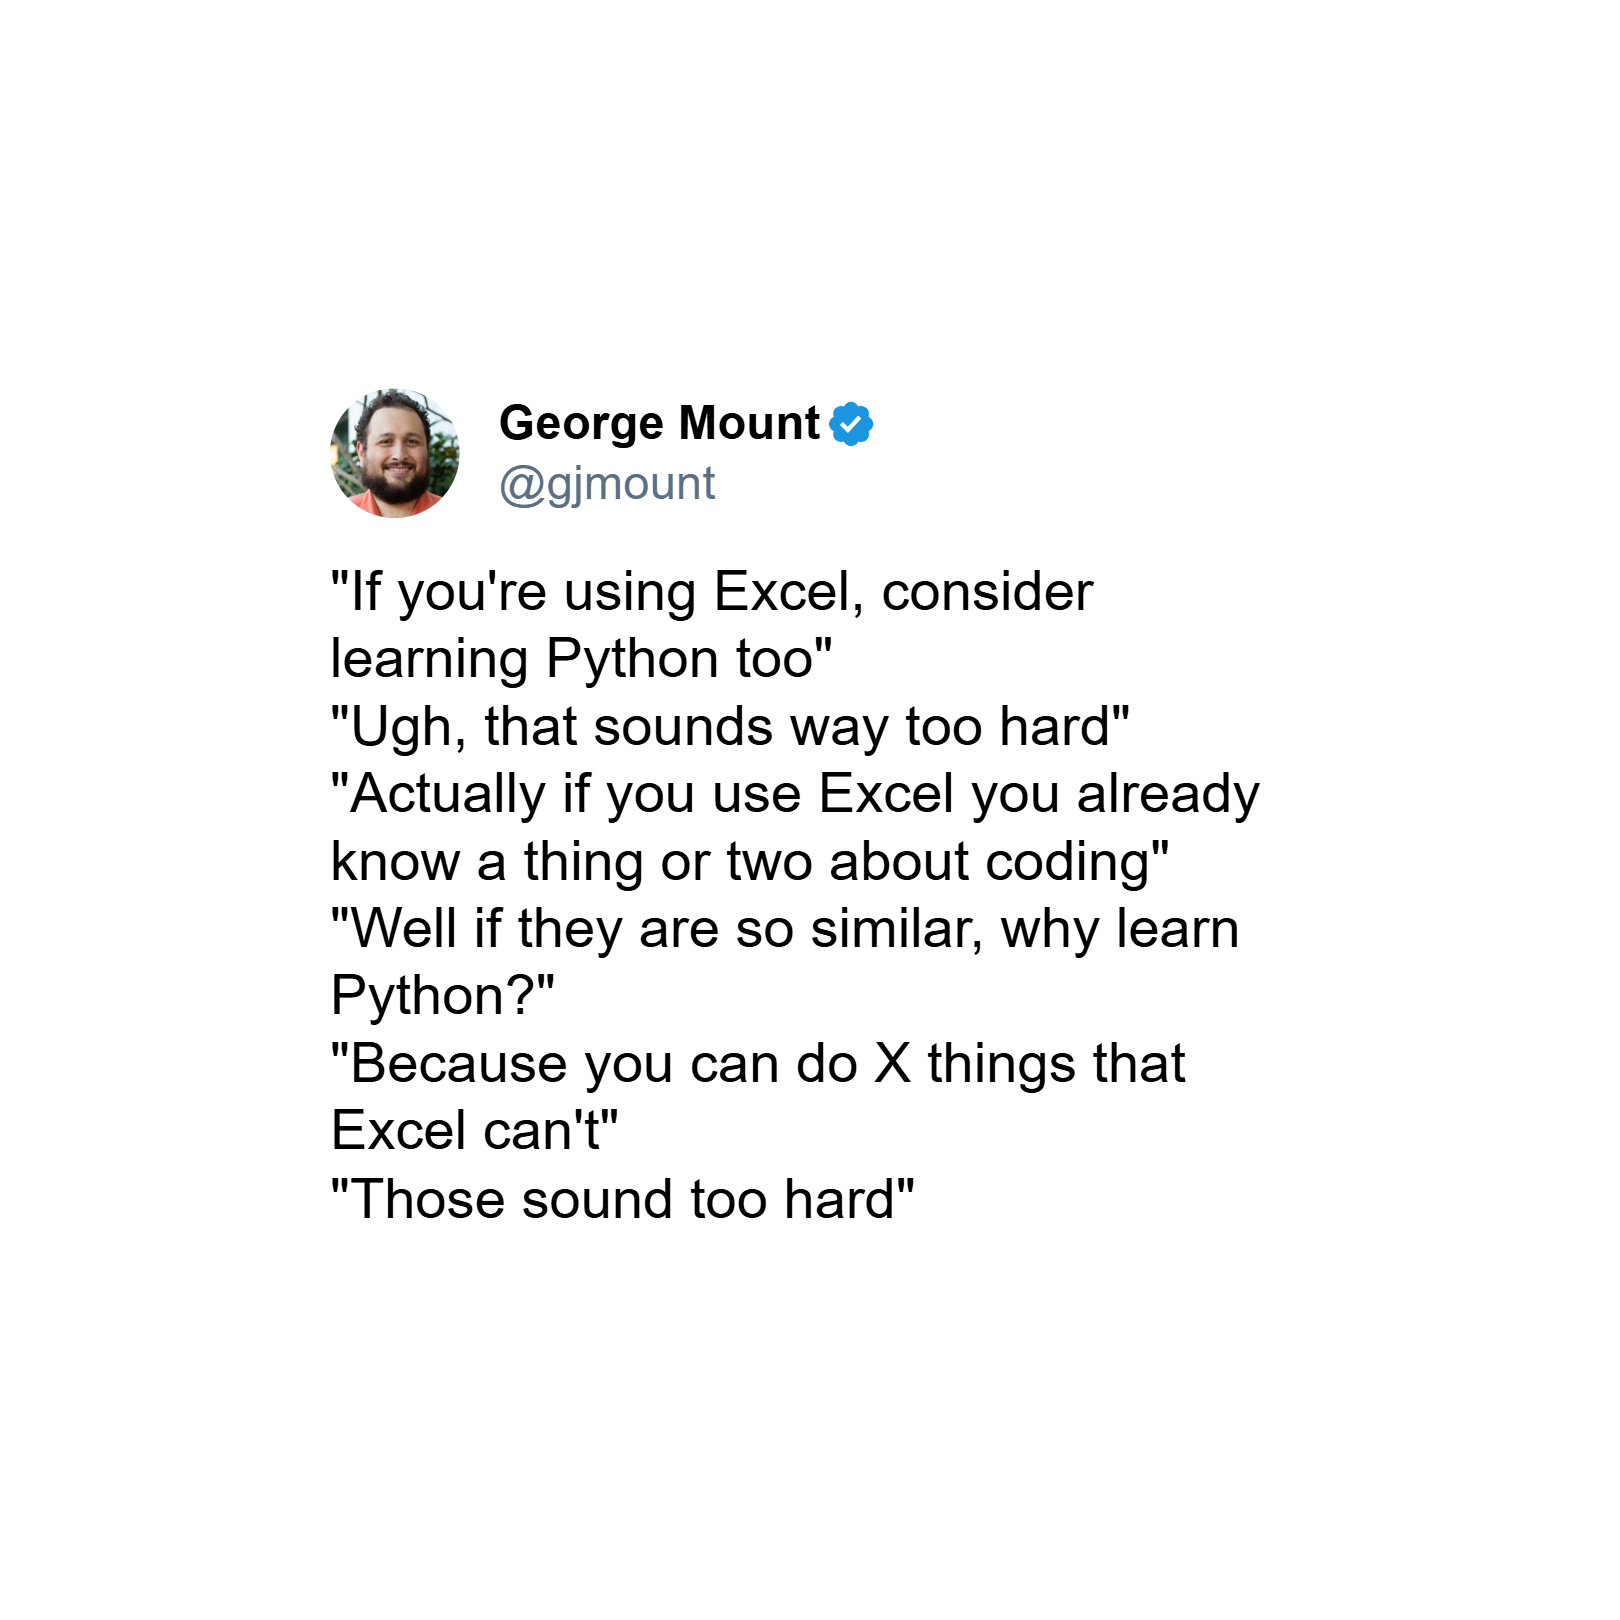 George Mount
@gjmount
"If you're using Excel, consider
learning Python too"
"Ugh, that sounds way too hard"
"Actually if you use Excel you already
know a thing or two about coding"
"Well if they are so similar, why learn
Python?"
"Because you can do X things that
Excel can't"
"Those sound too hard"